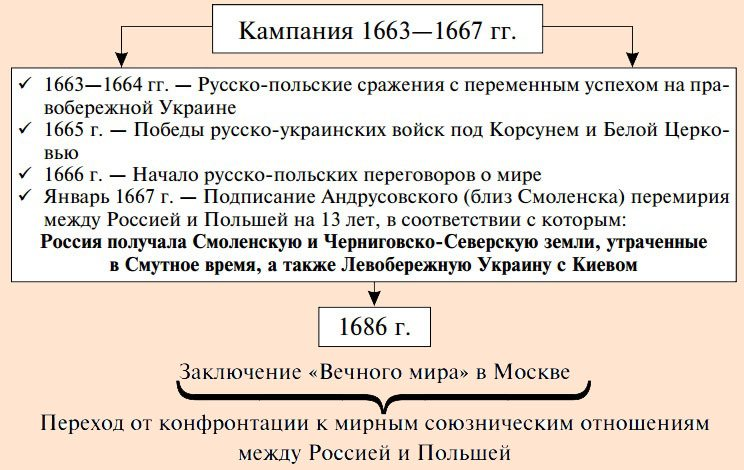 Кампания 1663—1667 гг.
✓ 1663—1664 гг. — Русско-польские сражения с переменным успехом на пра-
вобережной Украине
✓ 1665 г. — Победы русско-украинских войск под Корсунем и Белой Церко-
вью
✓ 1666 г. — Начало русско-польских переговоров о мире
✓ Январь 1667 г. — Подписание Андрусовского (близ Смоленска) перемирия
между Россией и Польшей на 13 лет, в соответствии с которым:
Россия получала Смоленскую и Черниговско-Северскую земли, утраченные
в Смутное время, а также Левобережную Украину с Киевом
1686 г.
Заключение «Вечного мира» в Москве
Переход от конфронтации к мирным союзническим отношениям
между Россией и Польшей